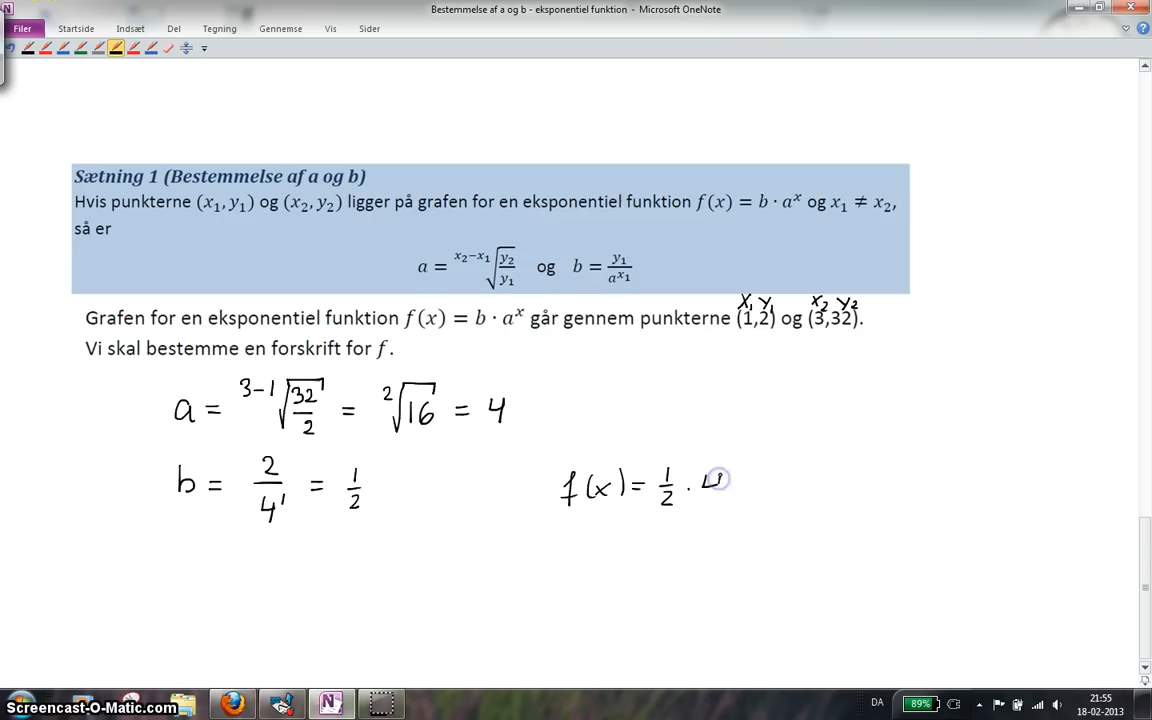 Bestemmelse af a og b - eksponentiel funktion - Microsoft OneNote
Filer Startside Indsæt Del Tegning Gennemse Vis Sider
Sætning 1 (Bestemmelse af a og b)
Hvis punkterne (x₁, y₁) og (x₂, y₂) ligger på grafen for en eksponentiel funktion f(x) = b · aˣ og x₁ ≠ x₂,
så er
a = ˣ²⁻ˣ¹√(y₂/y₁) og b = y₁/a^x₁
x₁ y₁ x₂ y₂
Grafen for en eksponentiel funktion f(x) = b · aˣ går gennem punkterne (1,2) og (3,32).
Vi skal bestemme en forskrift for f.
a = ³⁻¹√(32/2) = ²√16 = 4
b = 2/4¹ = 1/2 f(x) = 1/2 · 4
DA 89% 21:55
18-02-2013
Screencast-O-Matic.com